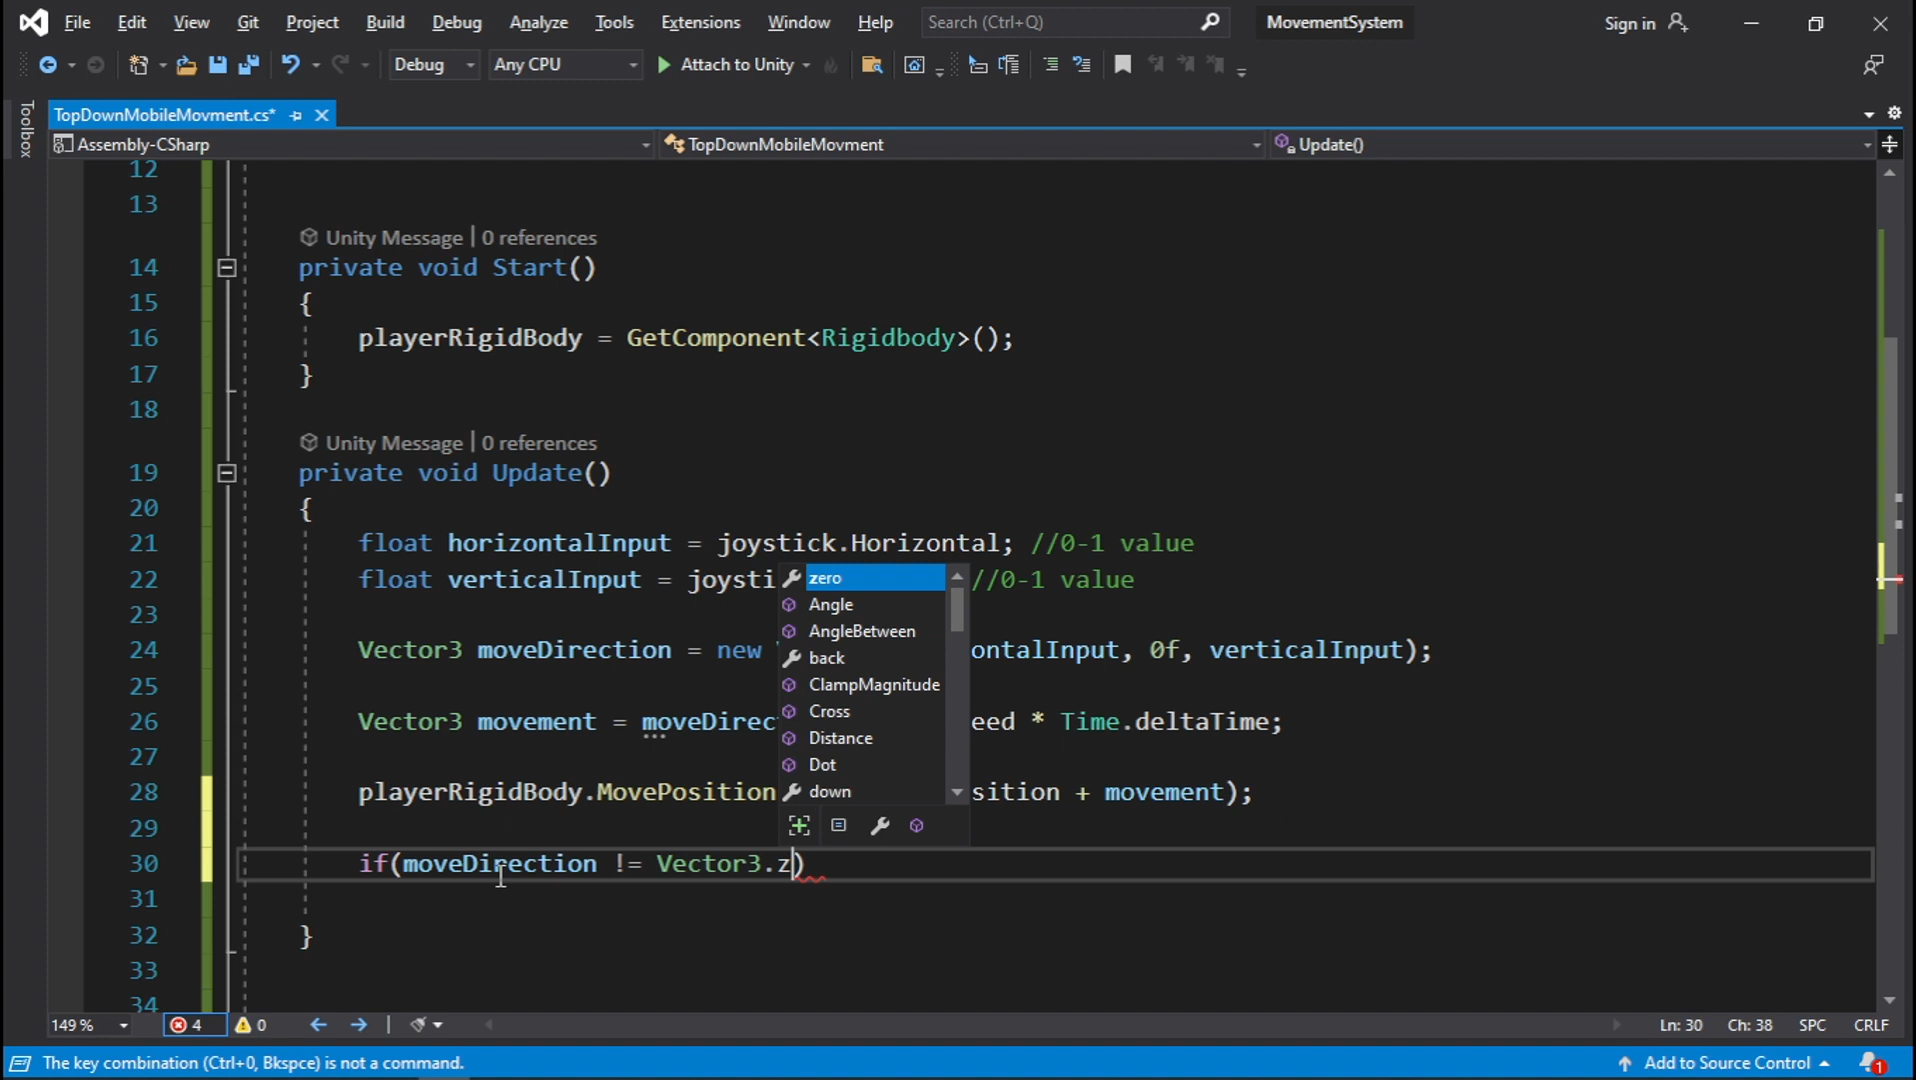 File Edit View Git Project Build Debug Analyze Tools Extensions Window Help Search (Ctrl+Q) MovementSystem Sign in
Debug Any CPU Attach to Unity
Toolbox
TopDownMobileMovment.cs*
Assembly-CSharp TopDownMobileMovment Update()
12
13
Unity Message | 0 references
14 private void Start()
15 {
16 playerRigidBody = GetComponent<Rigidbody>();
17 }
18
Unity Message | 0 references
19 private void Update()
20 {
21 float horizontalInput = joystick.Horizontal; //0-1 value
22 float verticalInput = joysti //0-1 value
23
24 Vector3 moveDirection = new ontalInput, 0f, verticalInput);
25
26 Vector3 movement = moveDirec eed * Time.deltaTime;
27
28 playerRigidBody.MovePosition sition + movement);
29
30 if(moveDirection != Vector3.z)
31
32 }
33
34
zero
Angle
AngleBetween
back
ClampMagnitude
Cross
Distance
Dot
down
149 % 4 0 Ln: 30 Ch: 38 SPC CRLF
The key combination (Ctrl+0, Bkspce) is not a command. Add to Source Control 1